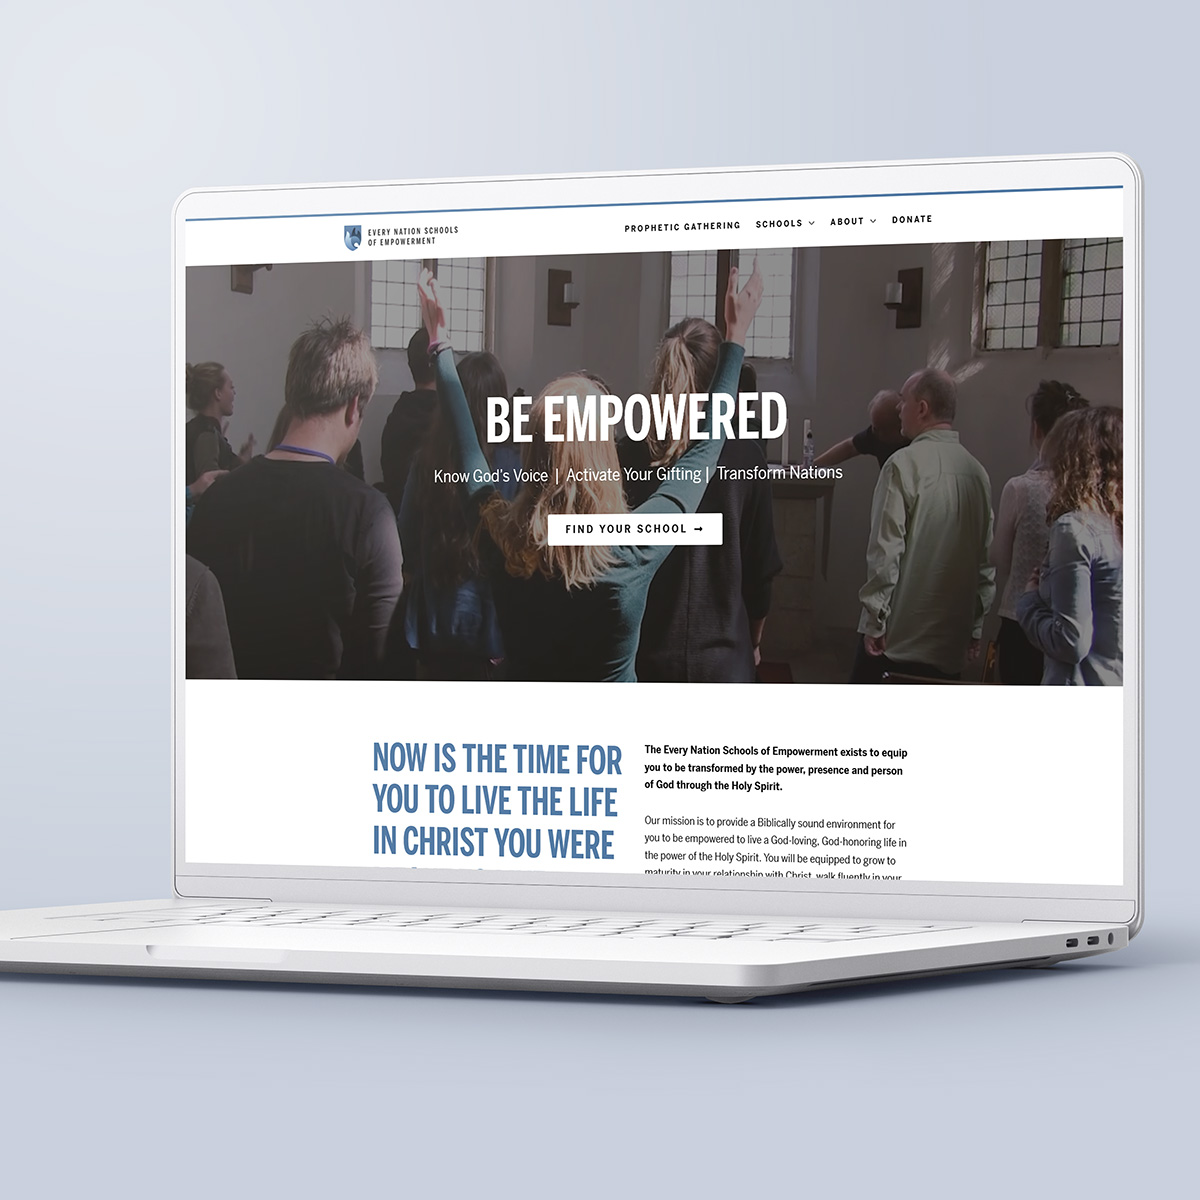 EVERY NATION SCHOOLS
OF EMPOWERMENT
PROPHETIC GATHERING SCHOOLS ABOUT DONATE
BE EMPOWERED
Know God's Voice | Activate Your Gifting | Transform Nations
FIND YOUR SCHOOL →
NOW IS THE TIME FOR
YOU TO LIVE THE LIFE
IN CHRIST YOU WERE
The Every Nation Schools of Empowerment exists to equip
you to be transformed by the power, presence and person
of God through the Holy Spirit.
Our mission is to provide a Biblically sound environment for
you to be empowered to live a God-loving, God-honoring life in
the power of the Holy Spirit. You will be equipped to grow to
maturity in your relationship with Christ, walk fluently in your